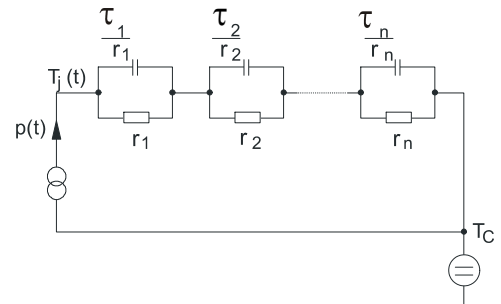 τ1/r1 τ2/r2 τn/rn
Tj(t)
p(t)
r1 r2 rn
TC